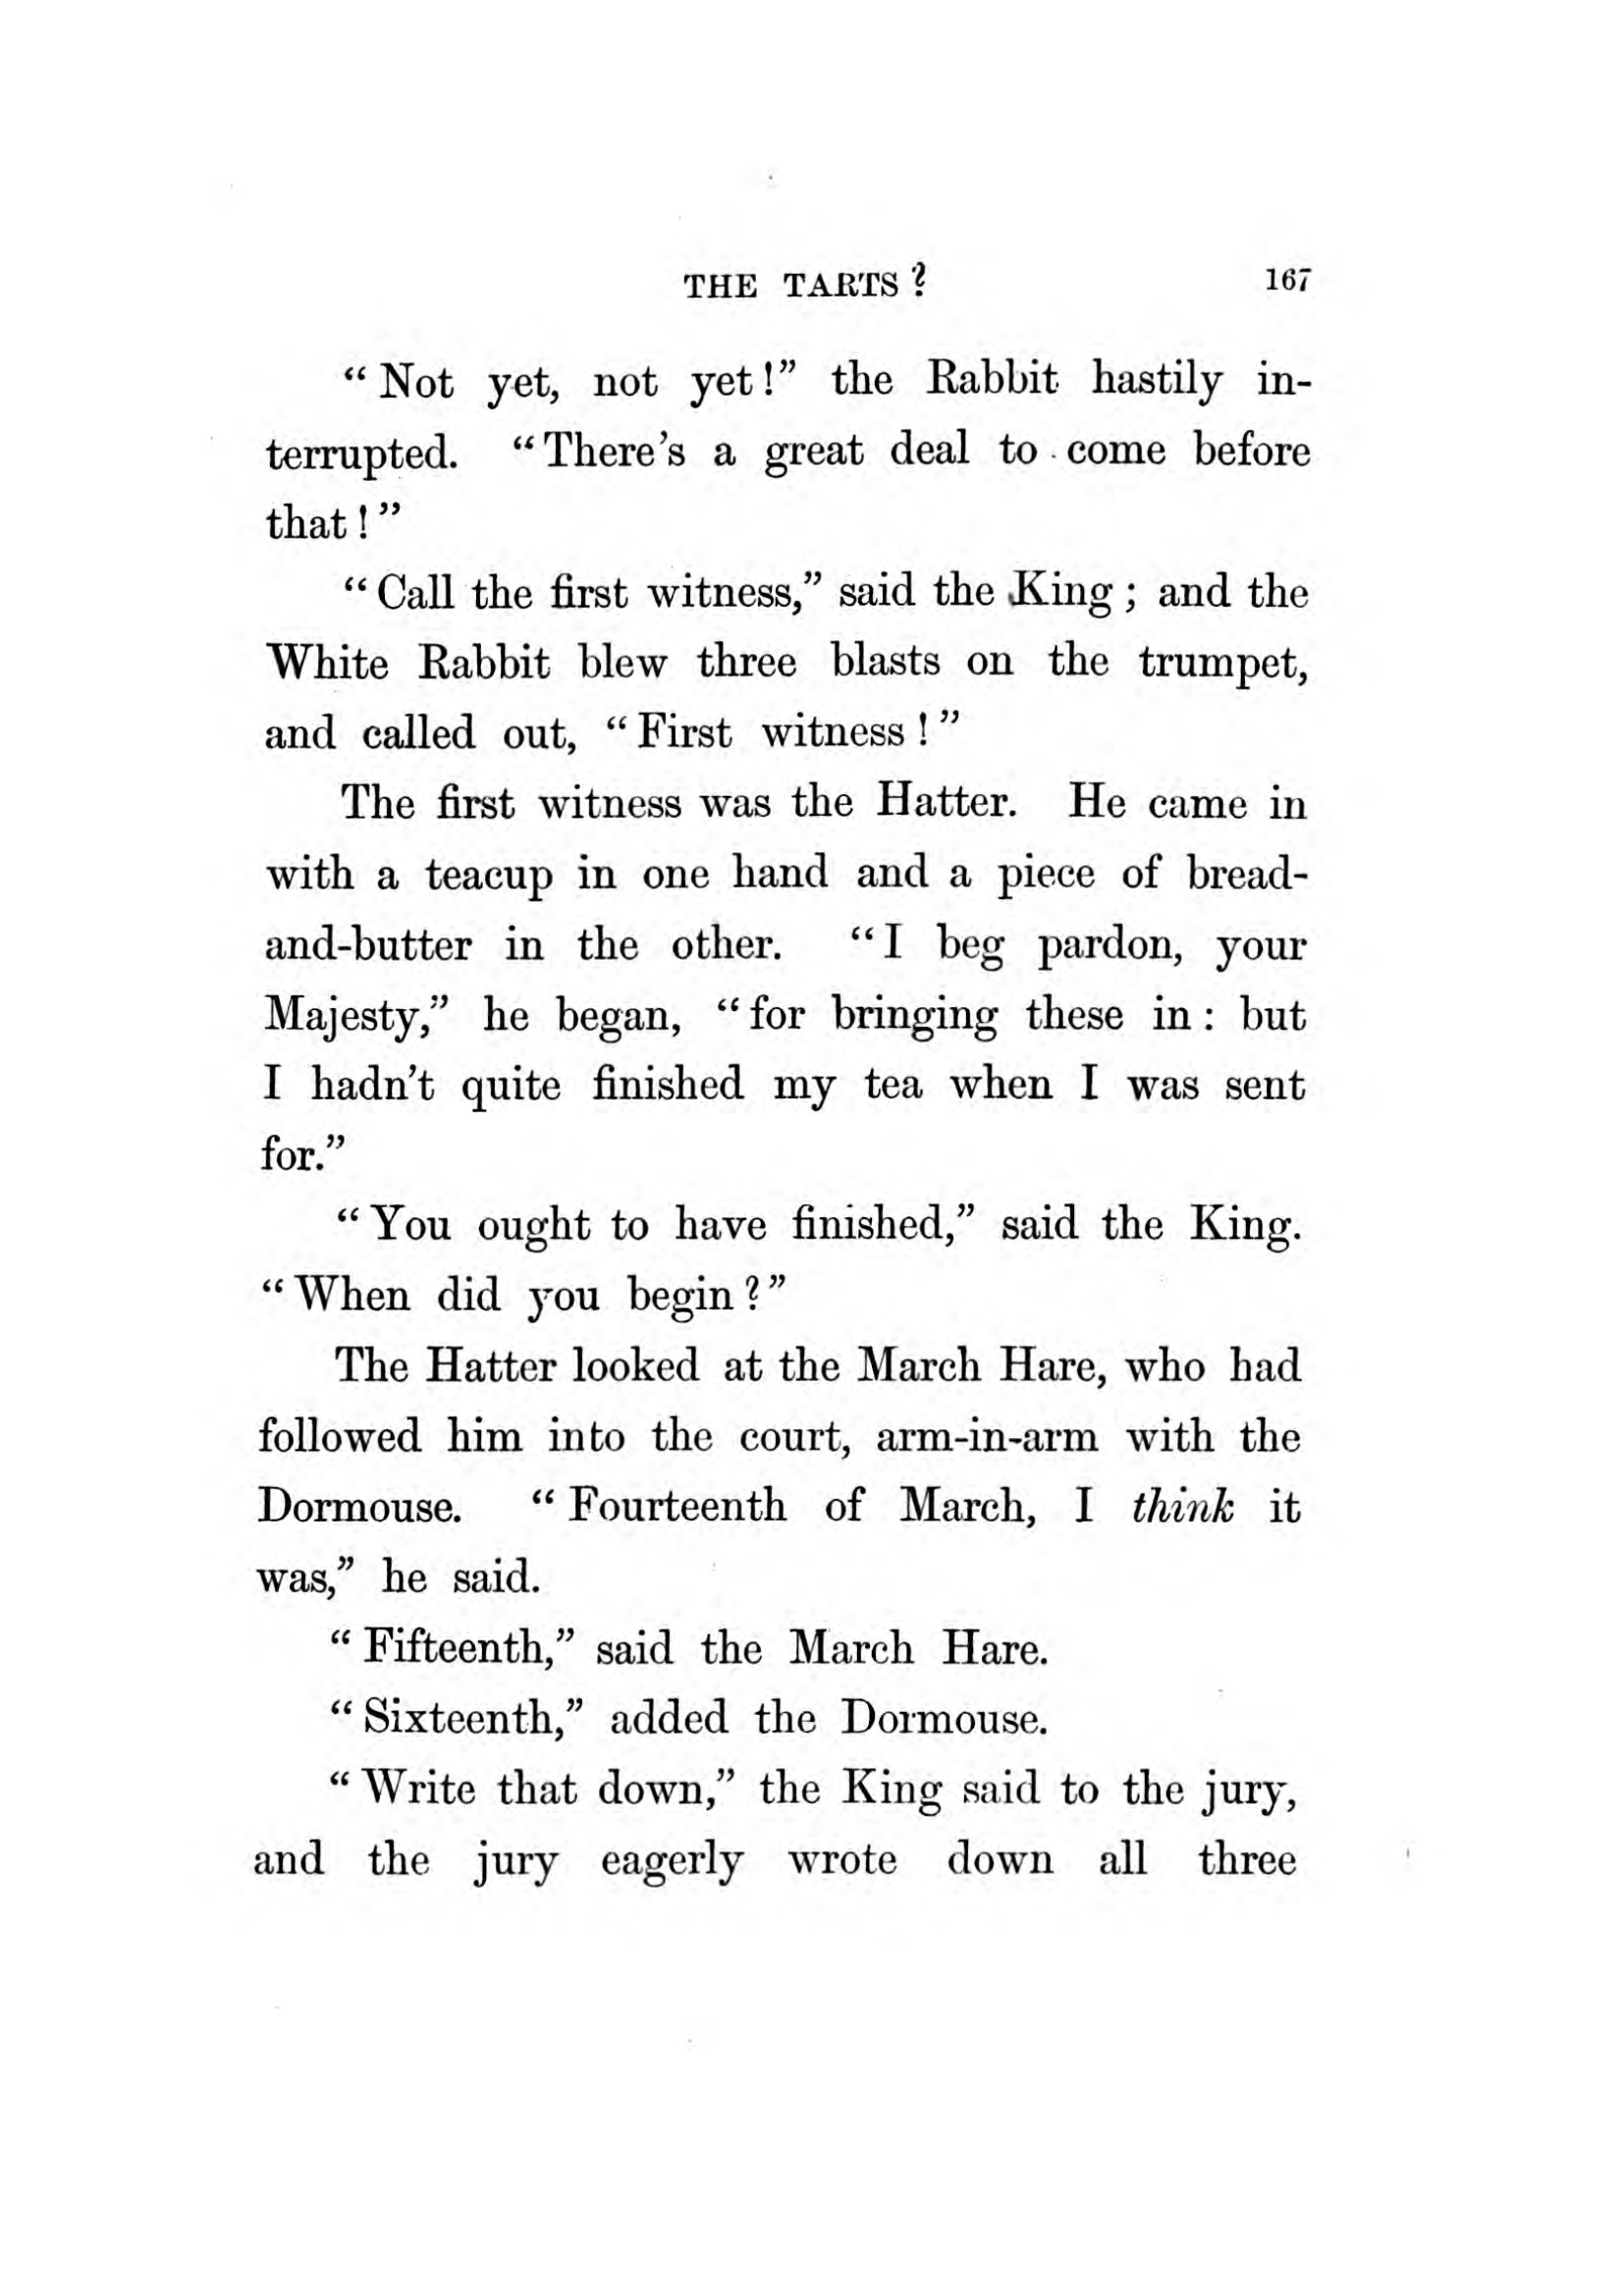 THE TARTS? 167
“Not yet, not yet!” the Rabbit hastily in-
terrupted. “There’s a great deal to come before
that!”
“Call the first witness,” said the King; and the
White Rabbit blew three blasts on the trumpet,
and called out, “First witness!”
The first witness was the Hatter. He came in
with a teacup in one hand and a piece of bread-
and-butter in the other. “I beg pardon, your
Majesty,” he began, “for bringing these in: but
I hadn’t quite finished my tea when I was sent
for.”
“You ought to have finished,” said the King.
“When did you begin?”
The Hatter looked at the March Hare, who had
followed him into the court, arm-in-arm with the
Dormouse. “Fourteenth of March, I think it
was,” he said.
“Fifteenth,” said the March Hare.
“Sixteenth,” added the Dormouse.
“Write that down,” the King said to the jury,
and the jury eagerly wrote down all three